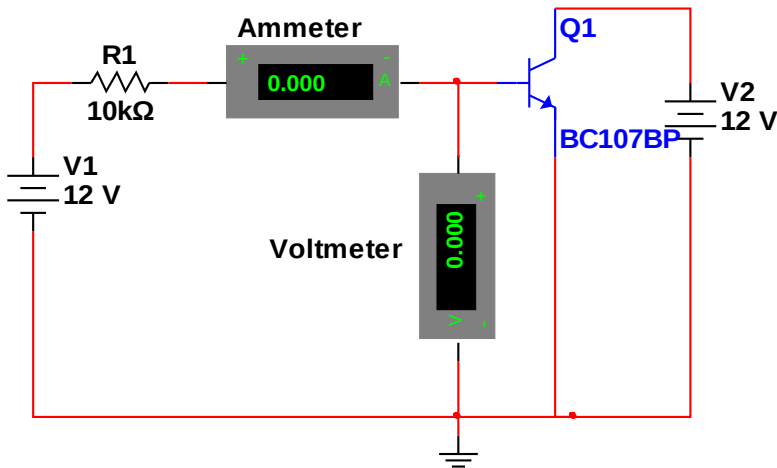 Ammeter
Q1
R1
+ -
0.000 A
10kΩ
V2
12 V
BC107BP
V1
12 V
+
0.000
Voltmeter
V -